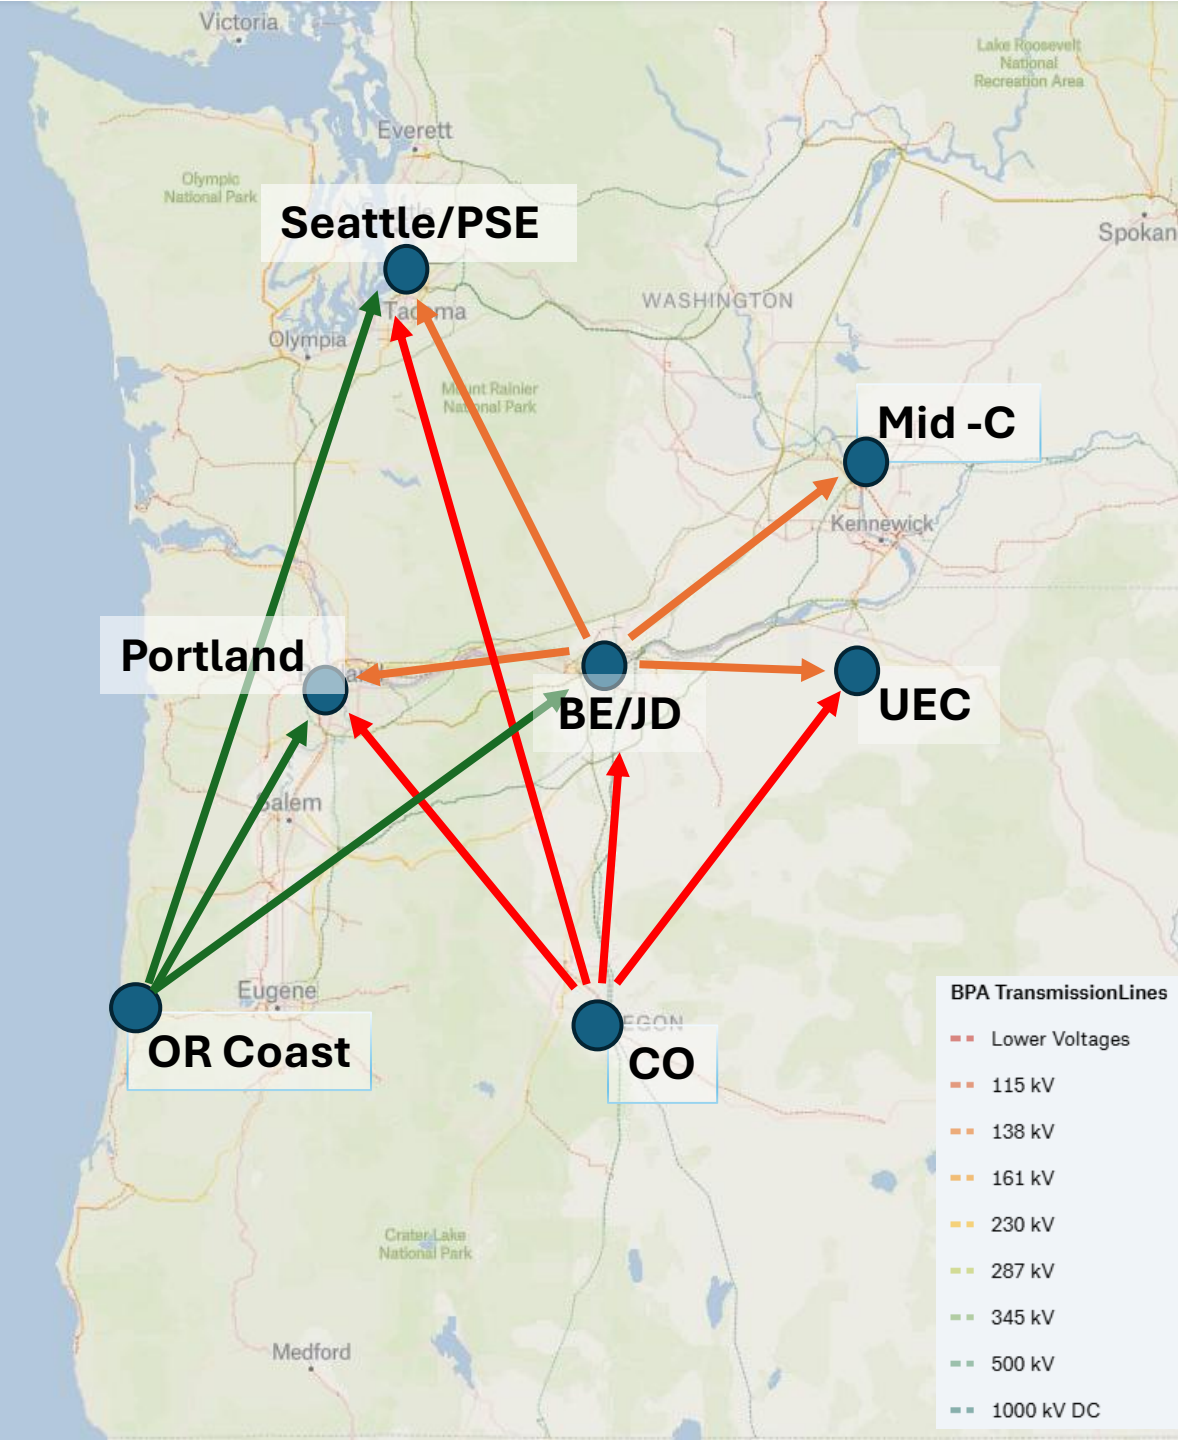 Victoria
Lake Roosevelt
National
Recreation Area
Everett
Olympic
National Park
Seattle/PSE
Spokan
WASHINGTON
Tacoma
Olympia
Mount Rainier
National Park
Mid -C
Kennewick
Portland
BE/JD
UEC
Salem
Eugene
OR Coast
EGON
CO
Crater Lake
National Park
Medford
BPA TransmissionLines
Lower Voltages
115 kV
138 kV
161 kV
230 kV
287 kV
345 kV
500 kV
1000 kV DC